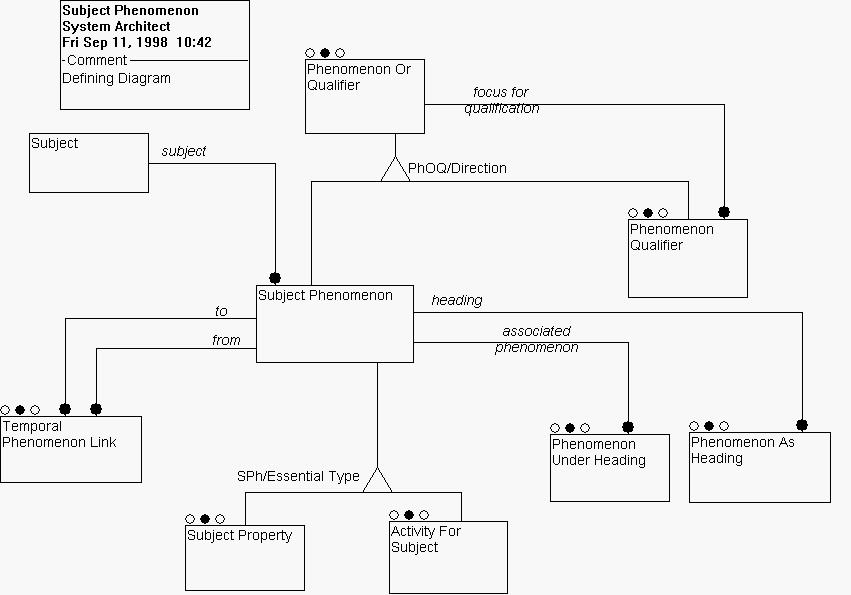 Subject Phenomenon
System Architect
Fri Sep 11, 1998 10:42
Comment
Defining Diagram
Phenomenon Or
Qualifier
focus for
qualification
Subject
subject
PhOQ/Direction
Phenomenon
Qualifier
Subject Phenomenon
heading
to
associated
phenomenon
from
Temporal
Phenomenon Link
Phenomenon
Under Heading
Phenomenon As
Heading
SPh/Essential Type
Subject Property
Activity For
Subject